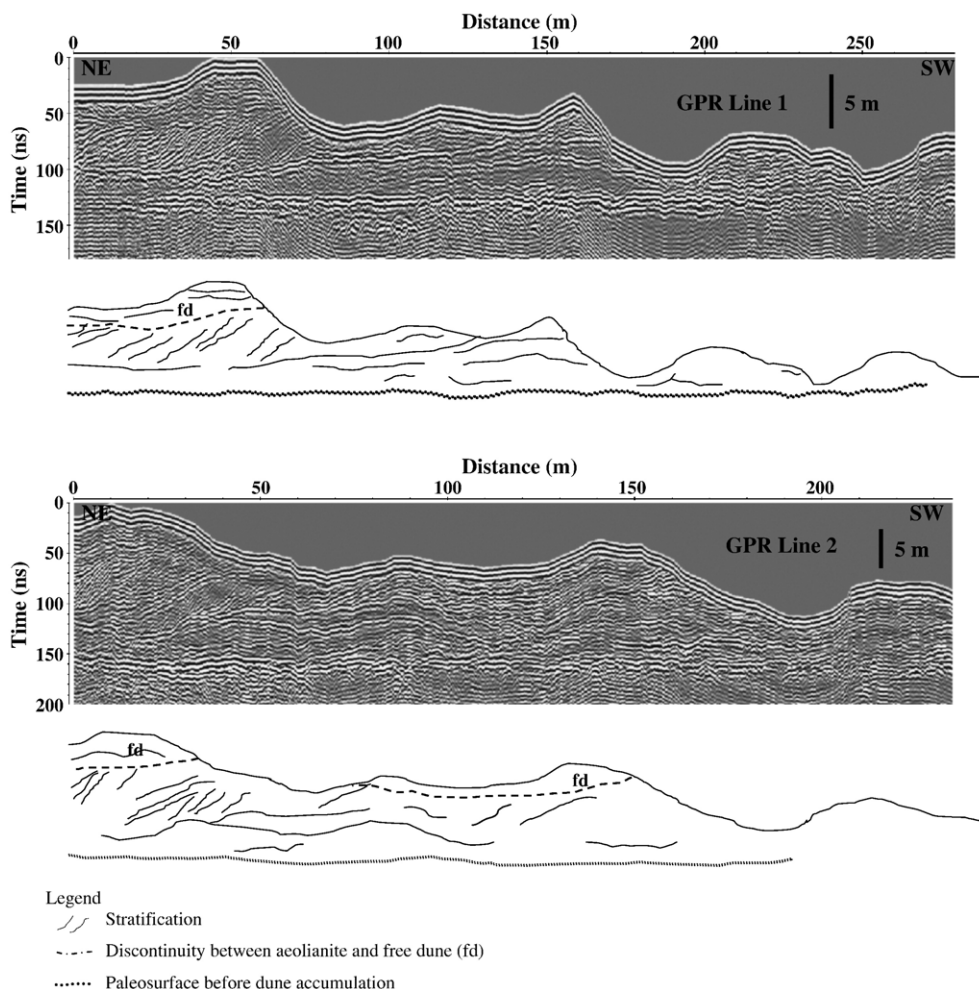 Distance (m)
0 50 100 150 200 250
0
NE SW
GPR Line 1 5 m
50
100
150
Time (ns)
fd
Distance (m)
0 50 100 150 200
0
NE SW
GPR Line 2 5 m
50
100
150
200
Time (ns)
fd
fd
Legend
Stratification
Discontinuity between aeolianite and free dune (fd)
Paleosurface before dune accumulation